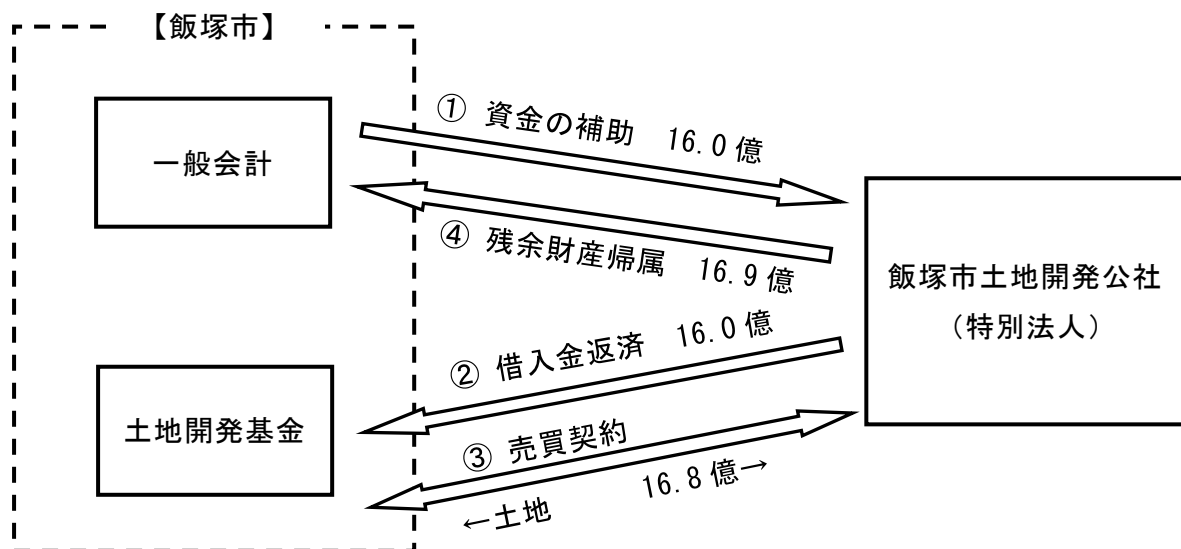 【飯塚市】
一般会計
① 資金の補助　16.0 億
④ 残余財産帰属　16.9 億
飯塚市土地開発公社
（特別法人）
② 借入金返済　16.0 億
土地開発基金
③ 売買契約
16.8 億→
←土地